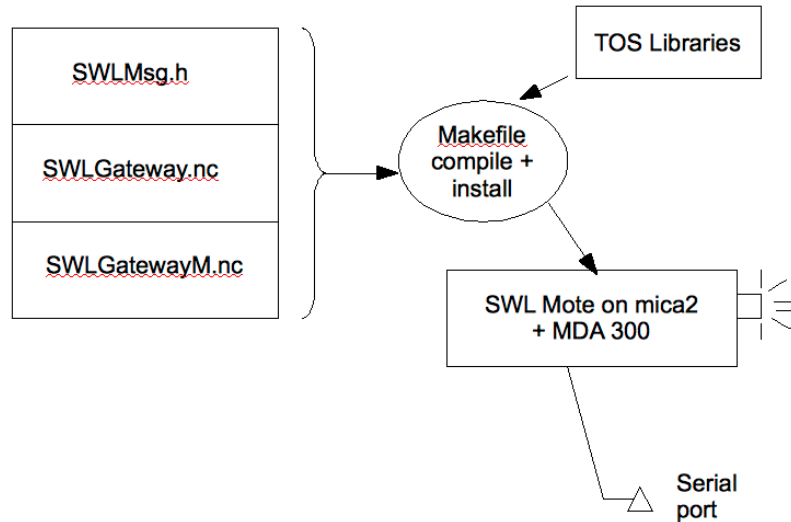 TOS Libraries
SWLMsg.h
Makefile
compile +
install
SWLGateway.nc
SWLGatewayM.nc
SWL Mote on mica2
+ MDA 300
Serial
port